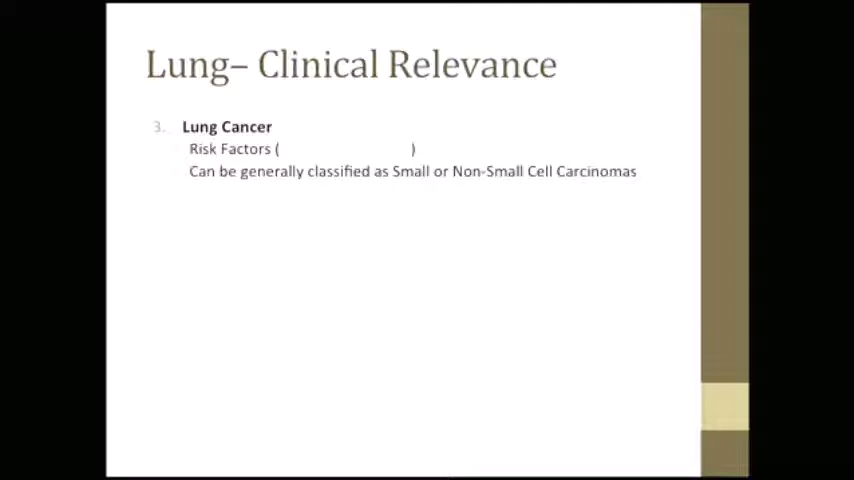 Lung– Clinical Relevance
3. Lung Cancer
Risk Factors ( )
Can be generally classified as Small or Non-Small Cell Carcinomas